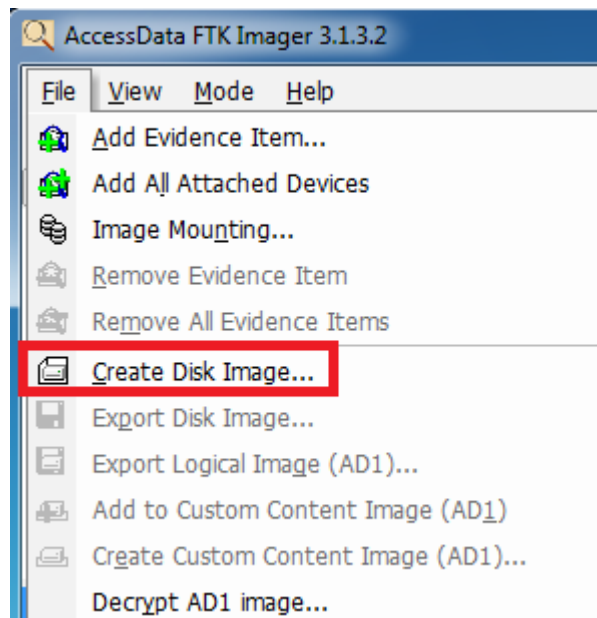 AccessData FTK Imager 3.1.3.2
File View Mode Help
Add Evidence Item...
Add All Attached Devices
Image Mounting...
Remove Evidence Item
Remove All Evidence Items
Create Disk Image...
Export Disk Image...
Export Logical Image (AD1)...
Add to Custom Content Image (AD1)
Create Custom Content Image (AD1)...
Decrypt AD1 image...